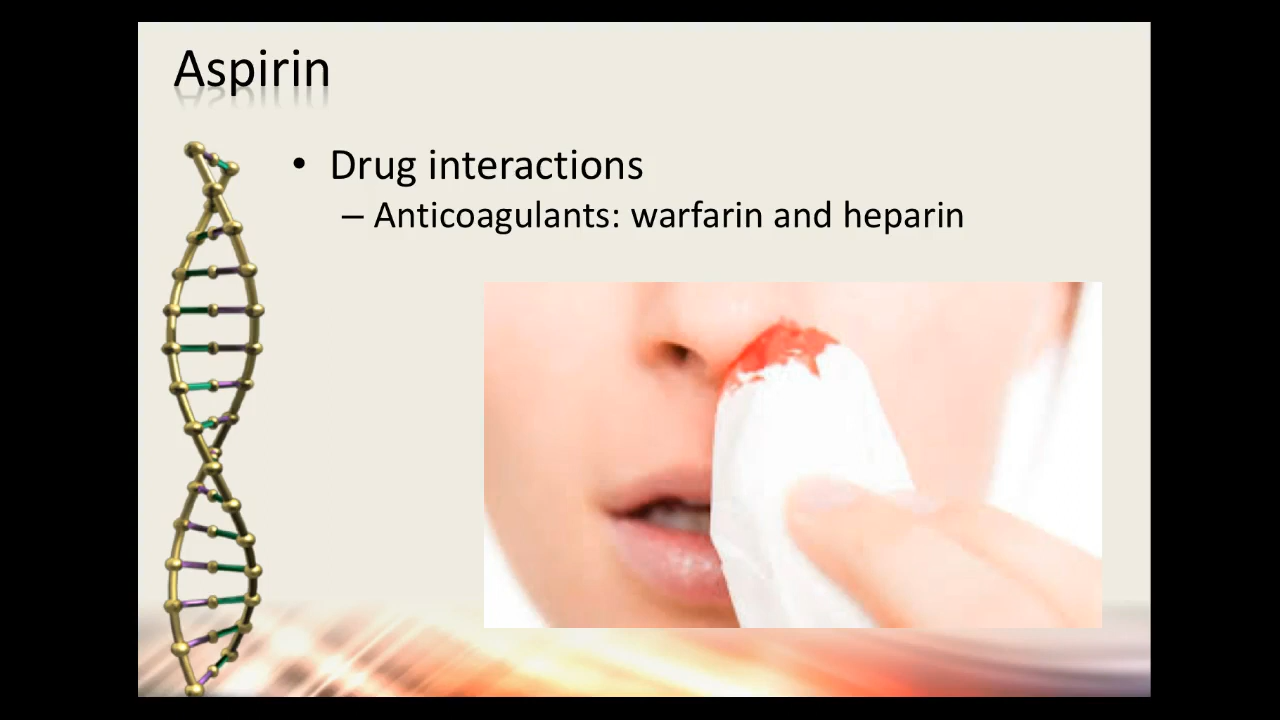 Aspirin
• Drug interactions
– Anticoagulants: warfarin and heparin